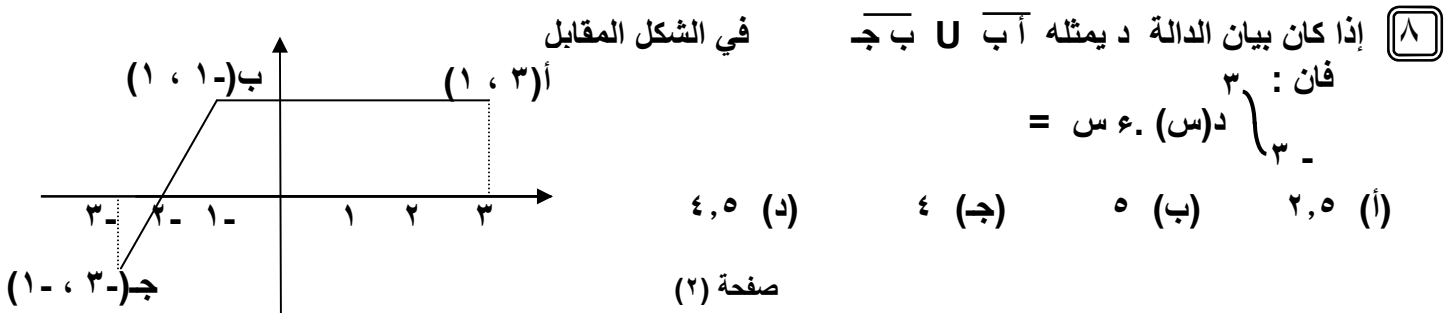 ٨ إذا كان بيان الدالة د يمثله أ ب U ب جـ في الشكل المقابل
فان :
٣
د(س) .ء س =
- ٣
(أ) ٢,٥ (ب) ٥ (جـ) ٤ (د) ٤,٥
أ(٣ ، ١)
ب(-١ ، ١)
-٣ -٢ -١ ١ ٢ ٣
جـ(-٣ ، -١)
صفحة (٢)